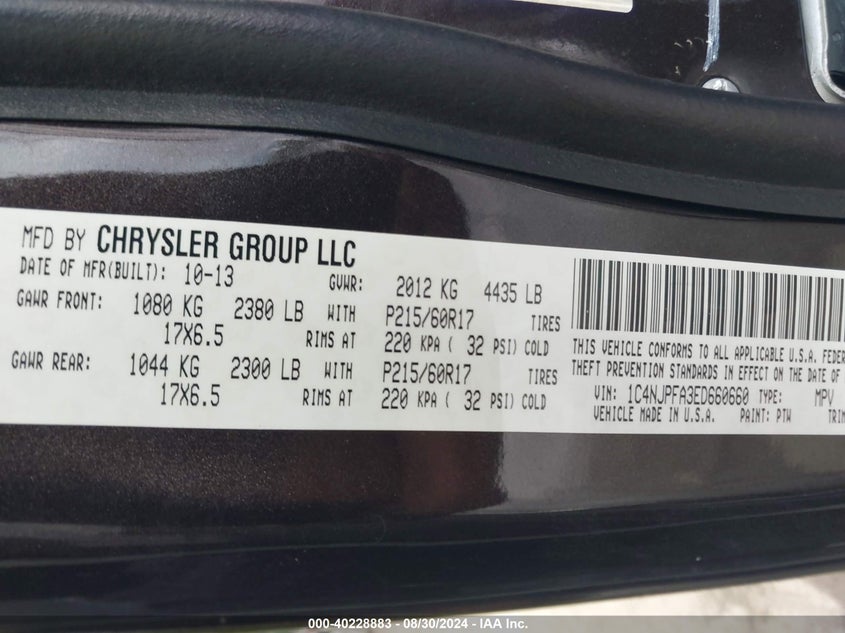 MFD BY CHRYSLER GROUP LLC
DATE OF MFR(BUILT): 10-13 GVWR: 2012 KG 4435 LB
GAWR FRONT: 1080 KG 2380 LB WITH P215/60R17 TIRES
17X6.5 RIMS AT 220 KPA ( 32 PSI) COLD
GAWR REAR: 1044 KG 2300 LB WITH P215/60R17 TIRES
17X6.5 RIMS AT 220 KPA ( 32 PSI) COLD
THIS VEHICLE CONFORMS TO ALL APPLICABLE U.S.A. FEDER
THEFT PREVENTION STANDARDS IN EFFECT ON THE DATE OF
VIN: 1C4NJPFA3ED660660 TYPE: MPV
VEHICLE MADE IN U.S.A. PAINT: PTW TRIM
000-40228883 - 08/30/2024 - IAA Inc.